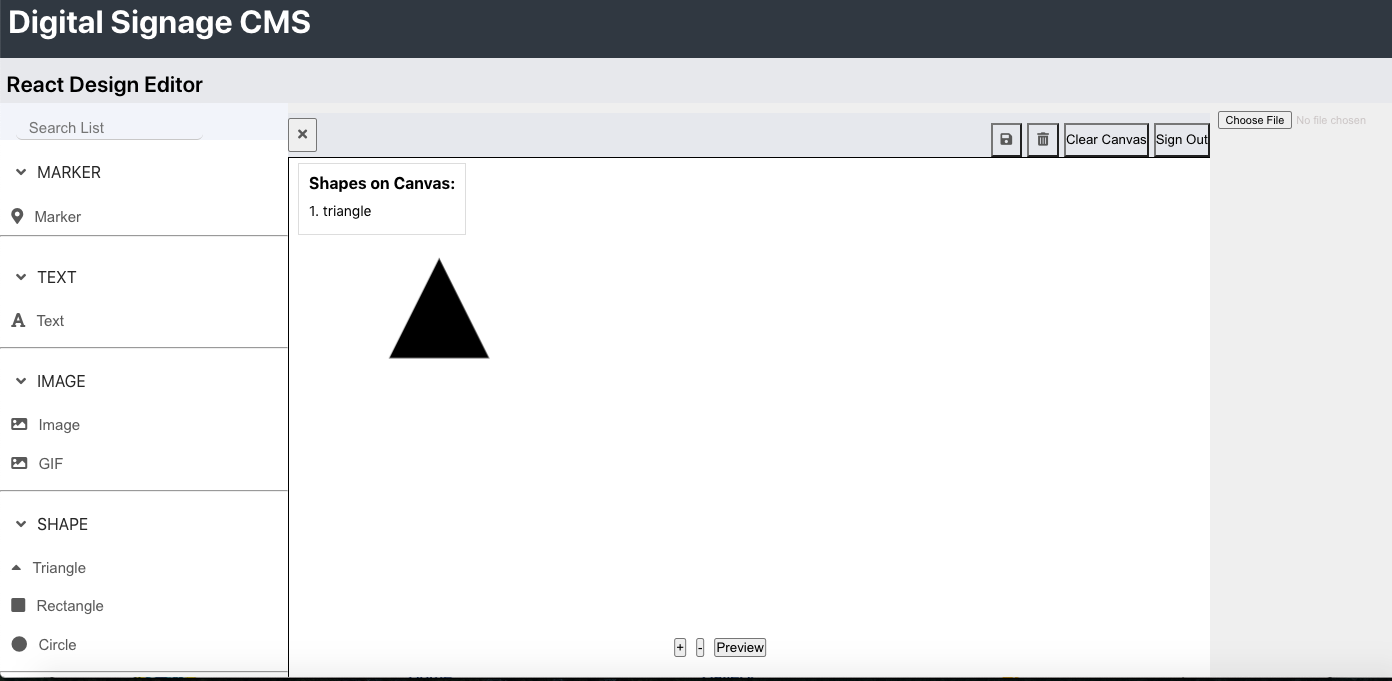 Digital Signage CMS
React Design Editor
Search List
MARKER
Marker
TEXT
Text
IMAGE
Image
GIF
SHAPE
Triangle
Rectangle
Circle
×
Clear Canvas
Sign Out
Shapes on Canvas:
1. triangle
+
-
Preview
Choose File No file chosen